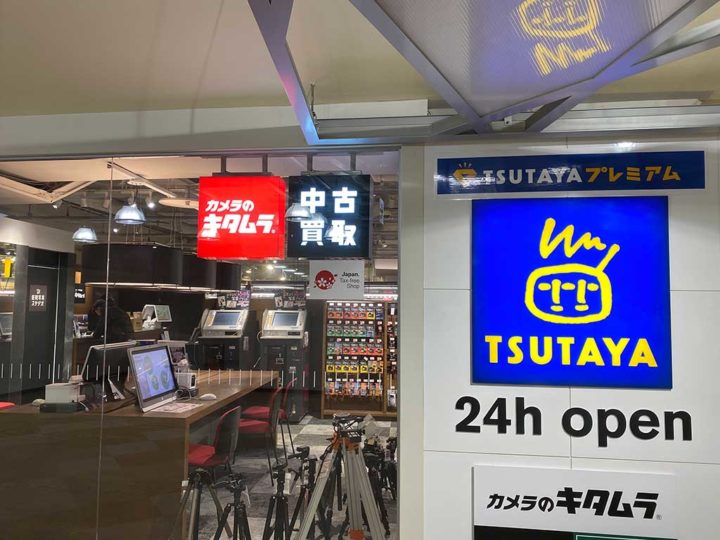 カメラの
キタムラ
中古
買取
Japan.
Tax-free
Shop
TSUTAYAプレミアム
TSUTAYA
24h open
カメラのキタムラ